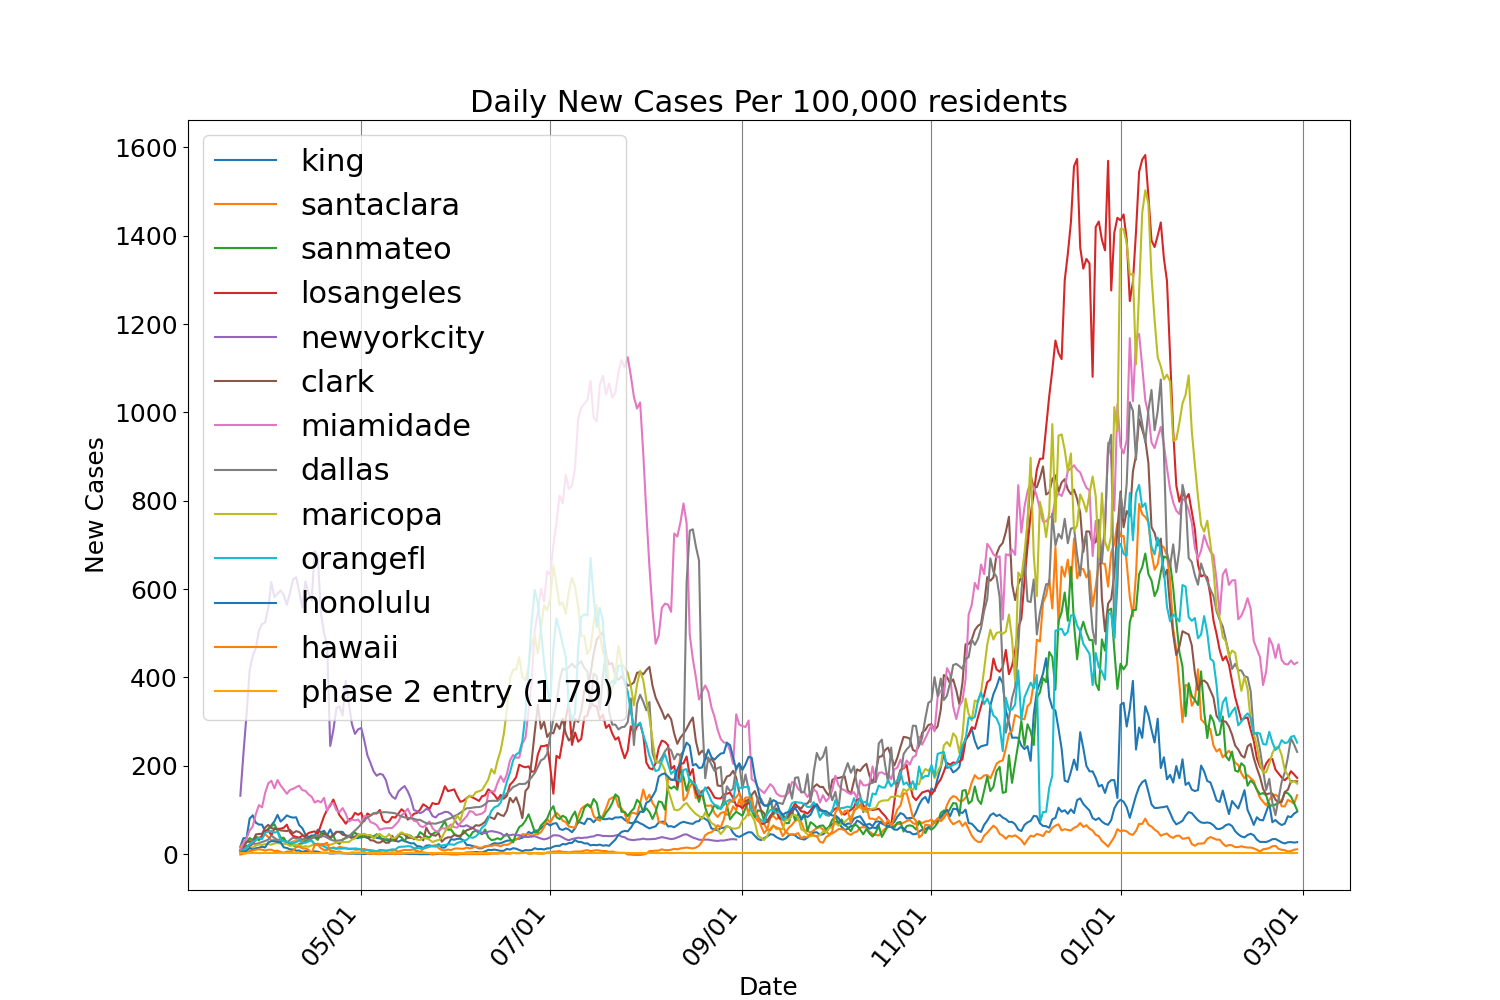 Daily New Cases Per 100,000 residents
New Cases
1600
1400
1200
1000
800
600
400
200
0
king
santaclara
sanmateo
losangeles
newyorkcity
clark
miamidade
dallas
maricopa
orangefl
honolulu
hawaii
phase 2 entry (1.79)
05/01
07/01
09/01
11/01
01/01
03/01
Date